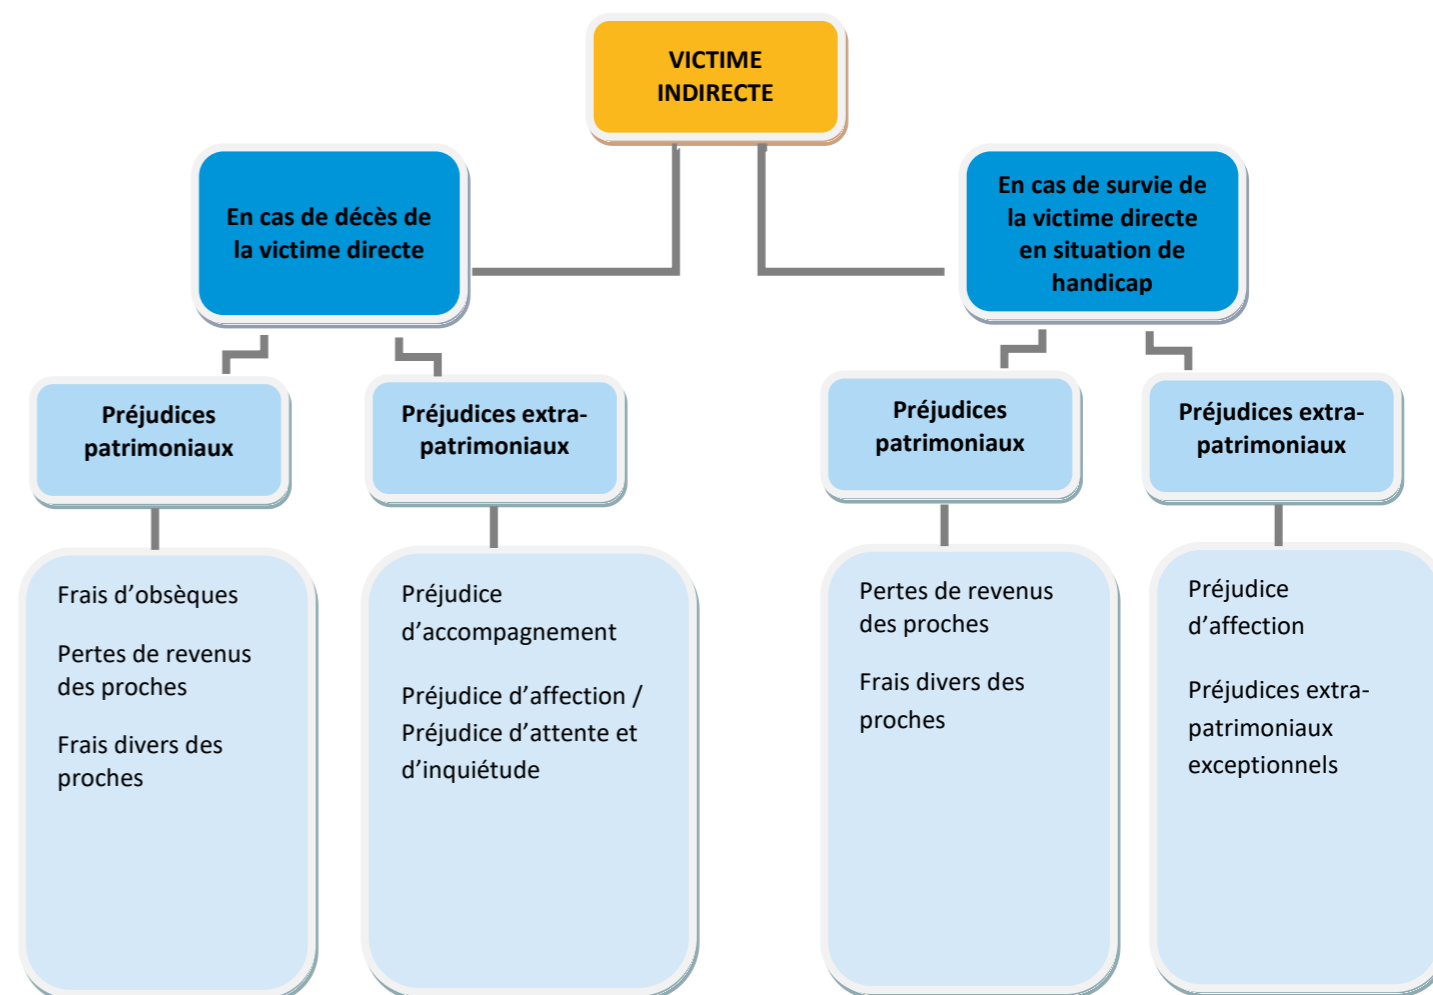 VICTIME
INDIRECTE
En cas de décès de
la victime directe
En cas de survie de
la victime directe
en situation de
handicap
Préjudices
patrimoniaux
Préjudices extra-
patrimoniaux
Préjudices
patrimoniaux
Préjudices extra-
patrimoniaux
Frais d’obsèques
Pertes de revenus
des proches
Frais divers des
proches
Préjudice
d’accompagnement
Préjudice d’affection /
Préjudice d’attente et
d’inquiétude
Pertes de revenus
des proches
Frais divers des
proches
Préjudice
d’affection
Préjudices extra-
patrimoniaux
exceptionnels